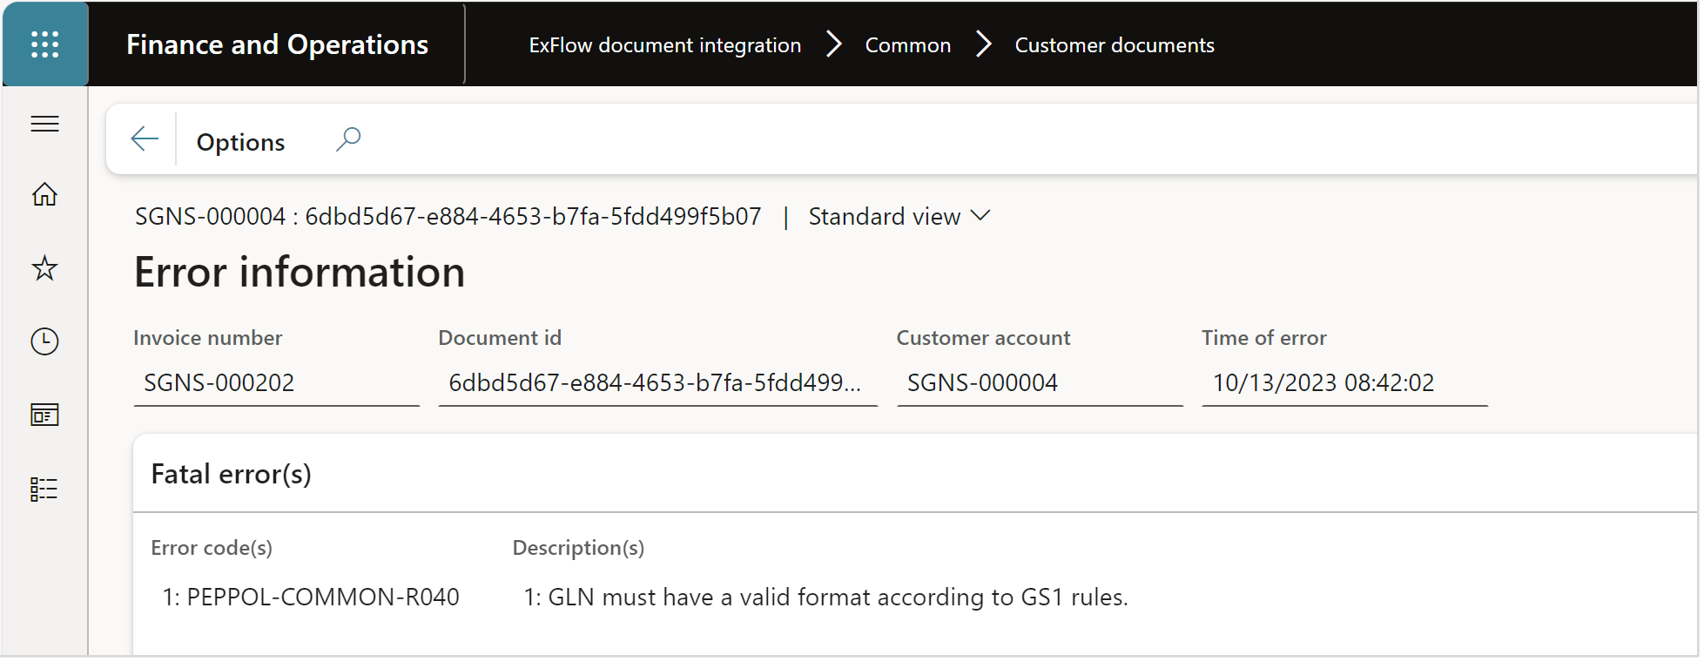 Finance and Operations
ExFlow document integration > Common > Customer documents
Options
SGNS-000004 : 6dbd5d67-e884-4653-b7fa-5fdd499f5b07 | Standard view
Error information
Invoice number Document id Customer account Time of error
SGNS-000202 6dbd5d67-e884-4653-b7fa-5fdd499... SGNS-000004 10/13/2023 08:42:02
Fatal error(s)
Error code(s) Description(s)
1: PEPPOL-COMMON-R040 1: GLN must have a valid format according to GS1 rules.